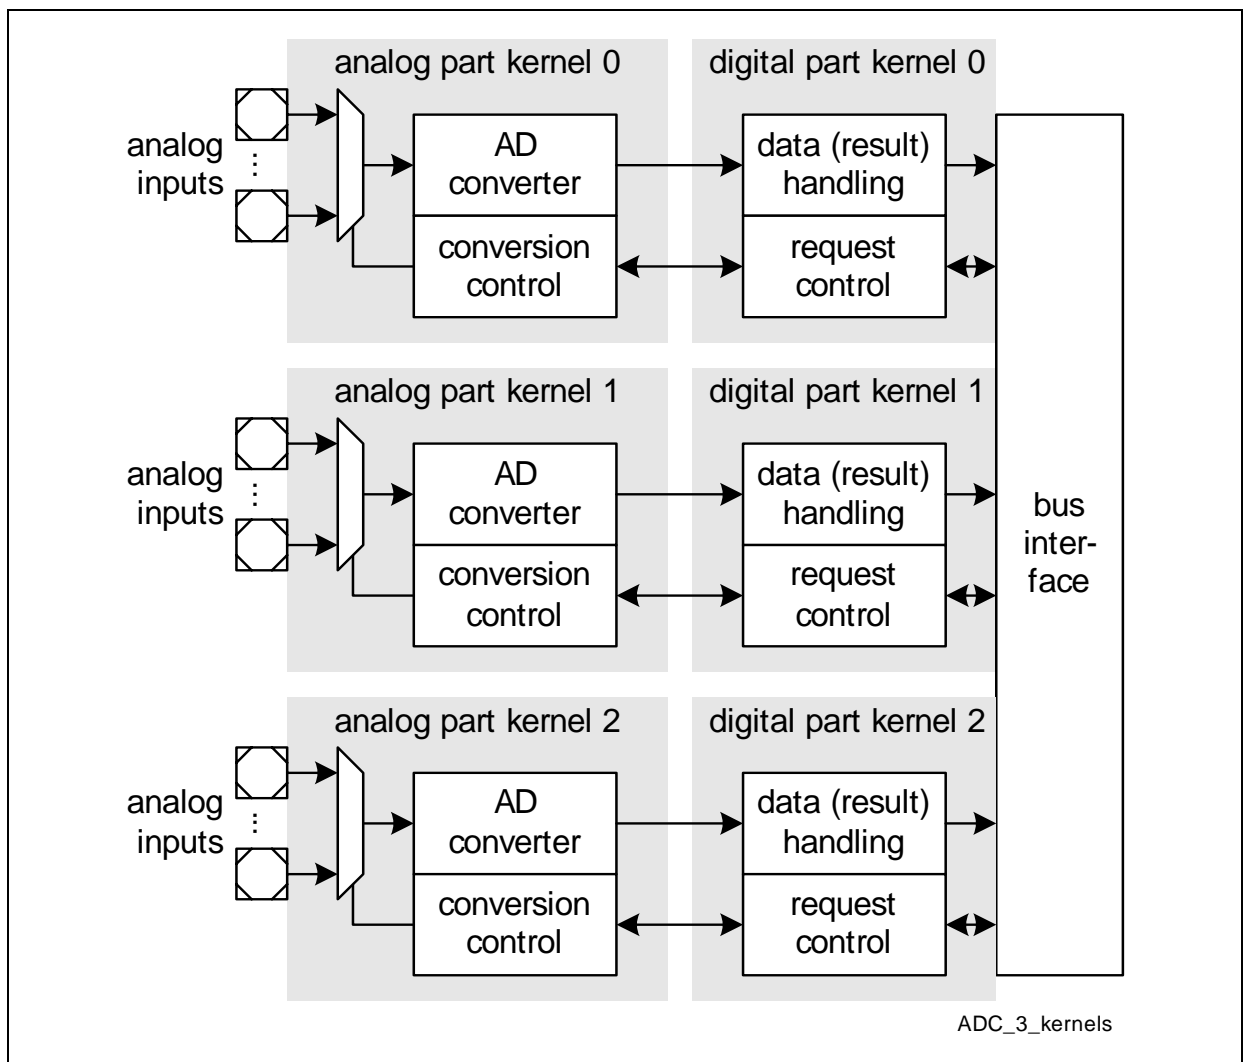 analog part kernel 0
digital part kernel 0
analog
inputs
...
AD
converter
conversion
control
data (result)
handling
request
control
analog part kernel 1
digital part kernel 1
analog
inputs
...
AD
converter
conversion
control
data (result)
handling
request
control
bus
inter-
face
analog part kernel 2
digital part kernel 2
analog
inputs
...
AD
converter
conversion
control
data (result)
handling
request
control
ADC_3_kernels